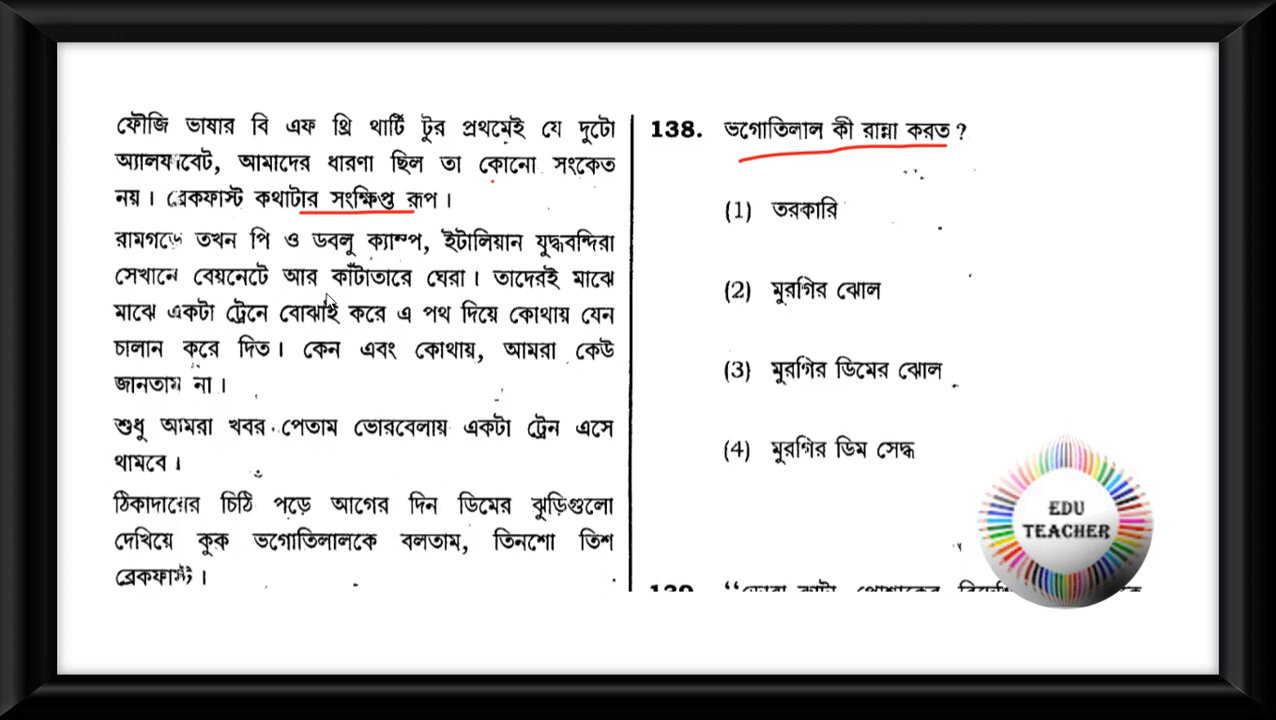 ফৌজি ভাষার বি এফ থ্রি থার্টি টুর প্রথমেই যে দুটো
অ্যালফাবেট, আমাদের ধারণা ছিল তা কোনো সংকেত
নয়। ব্রেকফাস্ট কথাটার সংক্ষিপ্ত রূপ।
রামগড়ে তখন পি ও ডবলু ক্যাম্প, ইটালিয়ান যুদ্ধবন্দিরা
সেখানে বেয়নেটে আর কাঁটাতারে ঘেরা। তাদেরই মাঝে
মাঝে একটা ট্রেনে বোঝাই করে এ পথ দিয়ে কোথায় যেন
চালান করে দিত। কেন এবং কোথায়, আমরা কেউ
জানতাম না।
শুধু আমরা খবর পেতাম ভোরবেলায় একটা ট্রেন এসে
থামবে।
ঠিকাদারের চিঠি পড়ে আগের দিন ডিমের ঝুড়িগুলো
দেখিয়ে কুক ভগোতিলালকে বলতাম, তিনশো তিশ
ব্রেকফাস্ট।
138. ভগোতিলাল কী রান্না করত?
(1) তরকারি
(2) মুরগির ঝোল
(3) মুরগির ডিমের ঝোল
(4) মুরগির ডিম সেদ্ধ
EDU
TEACHER